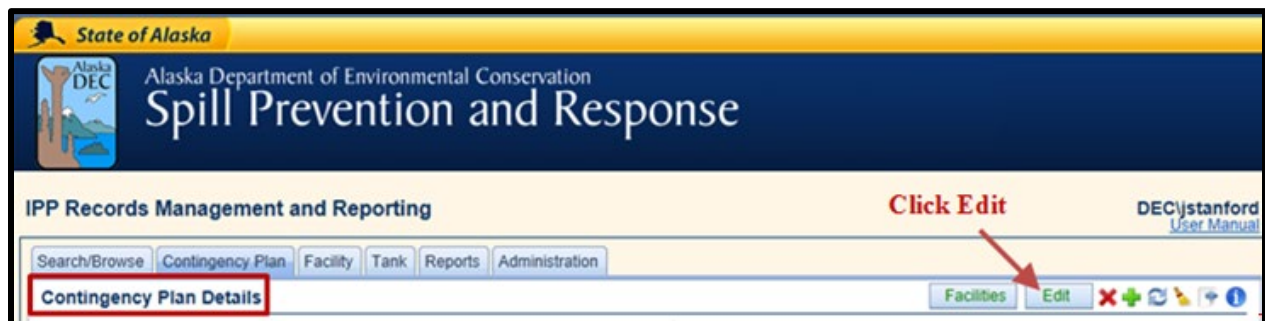 State of Alaska
Alaska
DEC
Alaska Department of Environmental Conservation
Spill Prevention and Response
IPP Records Management and Reporting
Click Edit
DEC\jstanford
User Manual
Search/Browse Contingency Plan Facility Tank Reports Administration
Contingency Plan Details
Facilities Edit